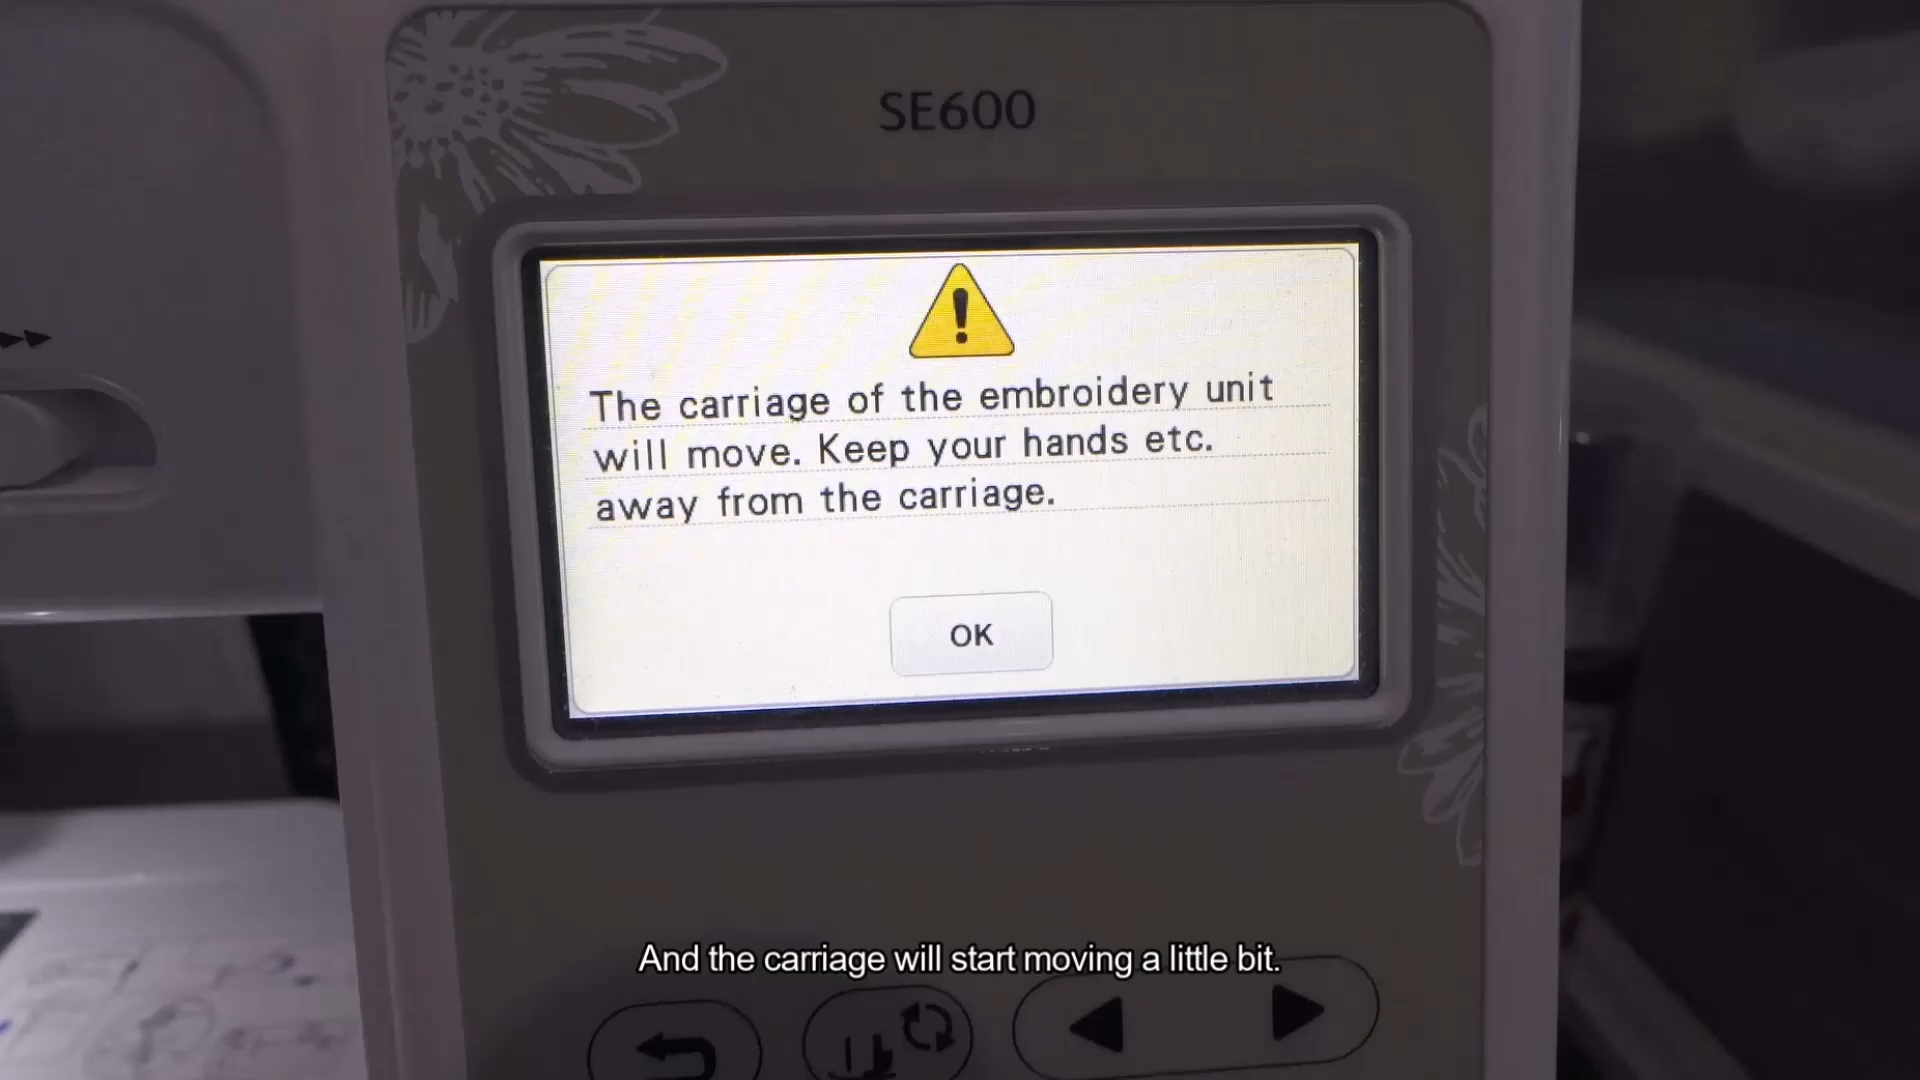 SE600
The carriage of the embroidery unit
will move. Keep your hands etc.
away from the carriage.
OK
And the carriage will start moving a little bit.